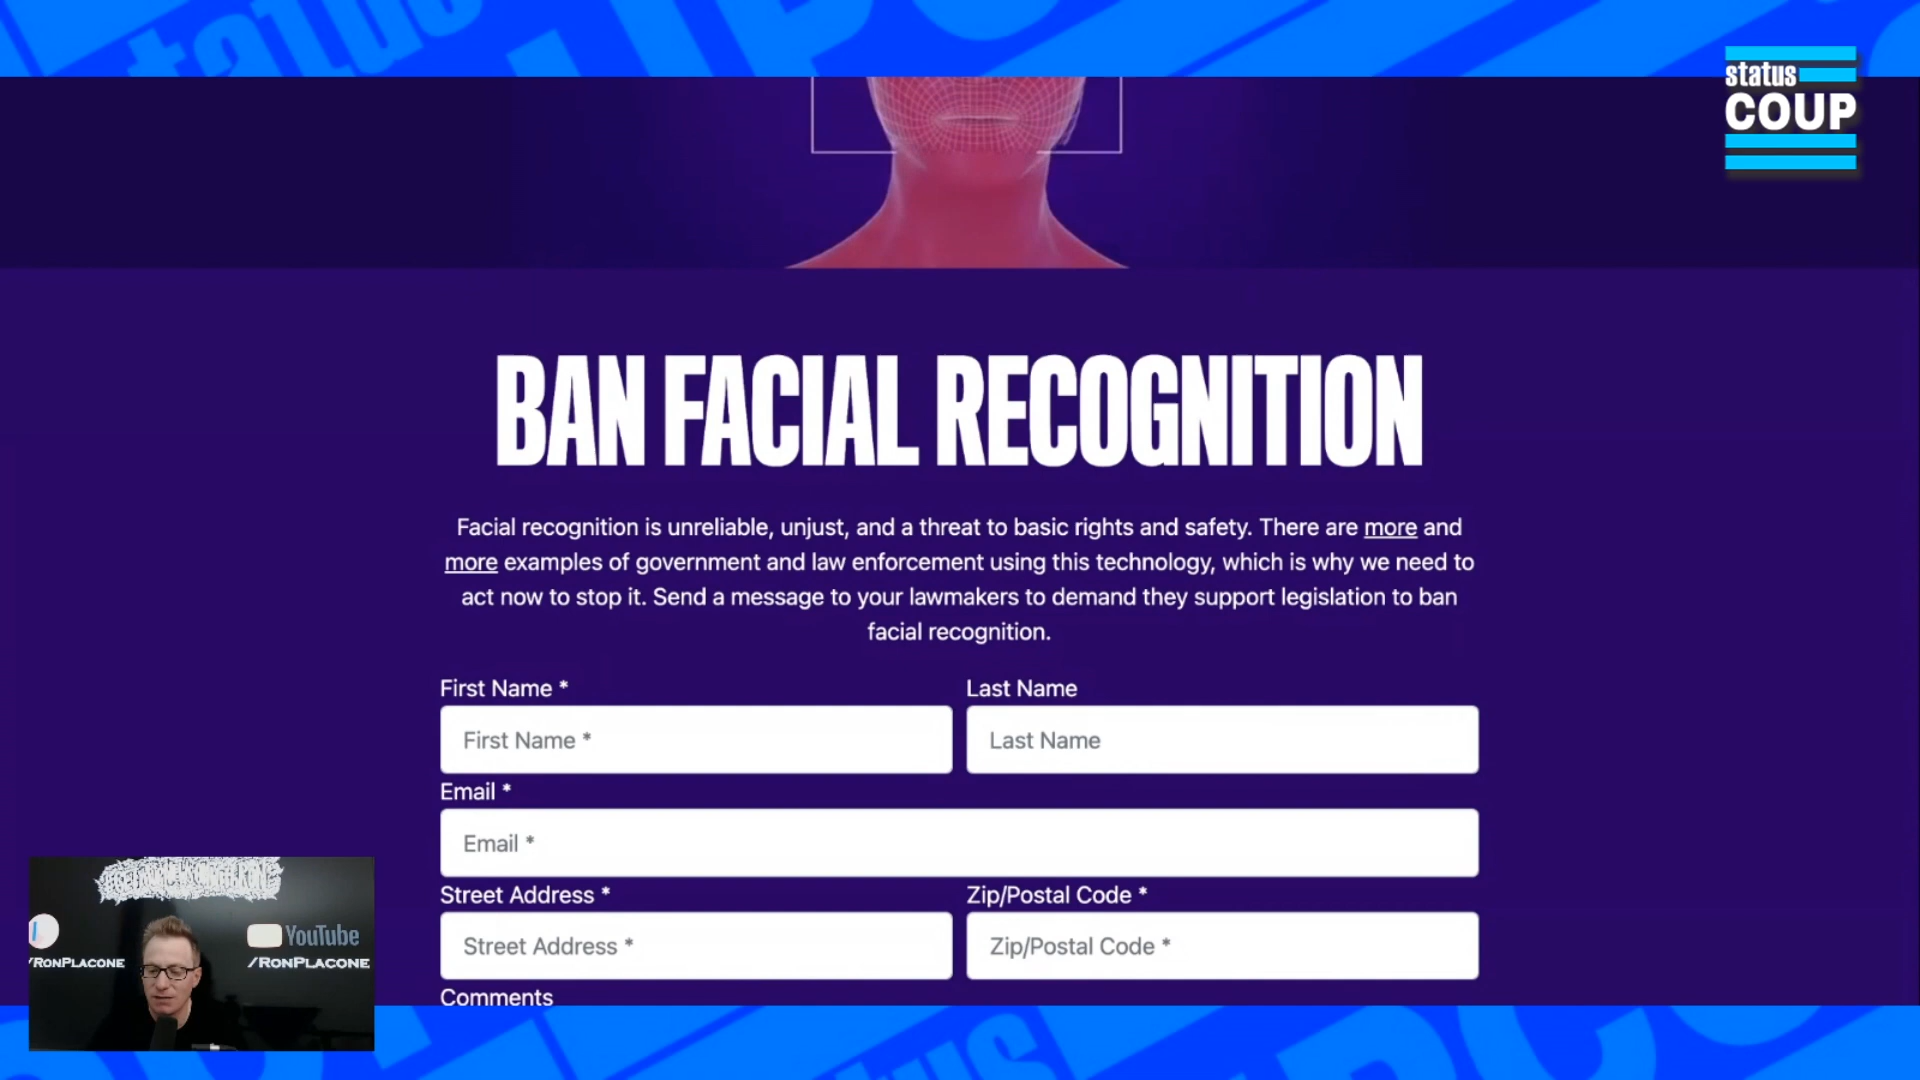 status
COUP
BAN FACIAL RECOGNITION
Facial recognition is unreliable, unjust, and a threat to basic rights and safety. There are more and
more examples of government and law enforcement using this technology, which is why we need to
act now to stop it. Send a message to your lawmakers to demand they support legislation to ban
facial recognition.
First Name * Last Name
First Name * Last Name
Email *
Email *
Street Address * Zip/Postal Code *
Street Address * Zip/Postal Code *
Comments
YouTube
/RONPLACONE /RONPLACONE